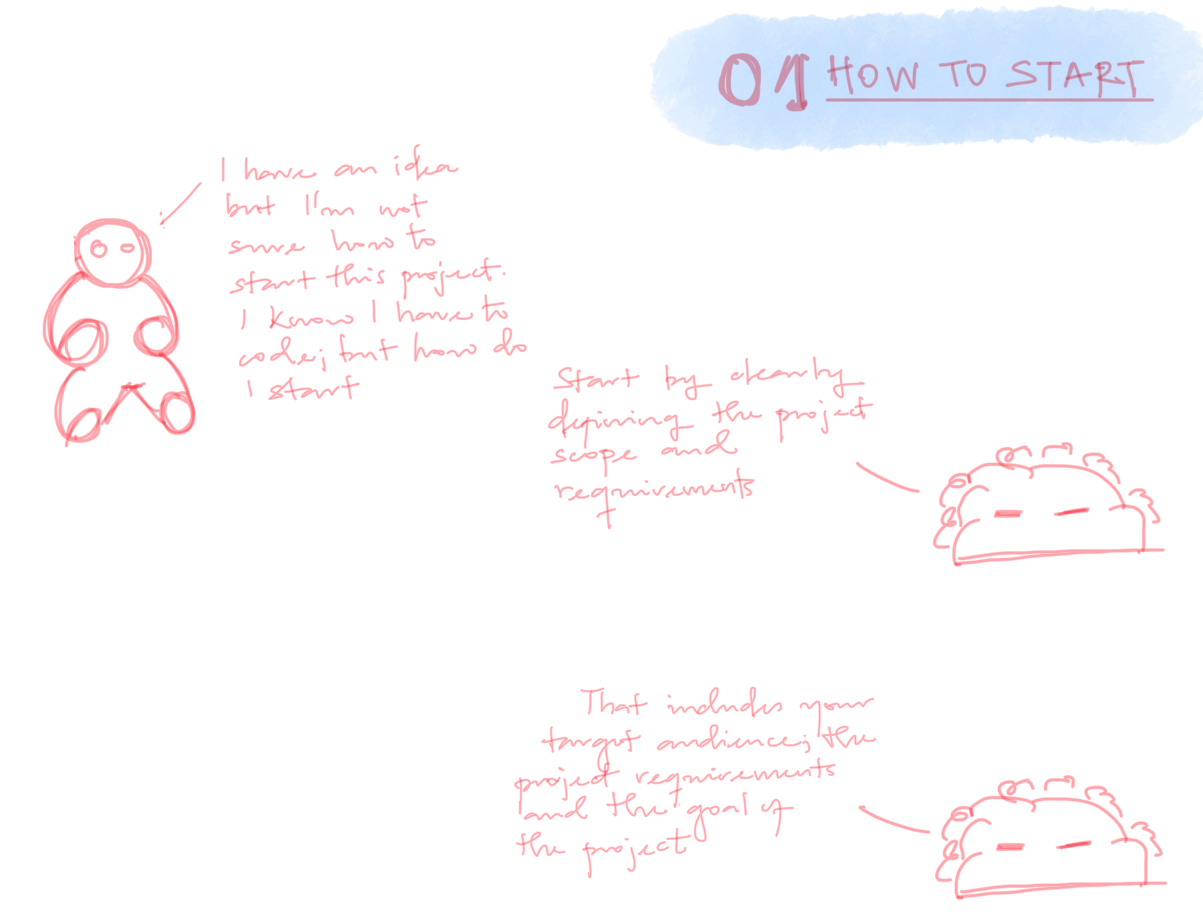 01 HOW TO START
I have an idea
but I'm not
sure how to
start this project.
I know I have to
code; but how do
I start
Start by clearly
defining the project
scope and
requirements
That includes your
target audience; the
project requirements
and the goal of
the project